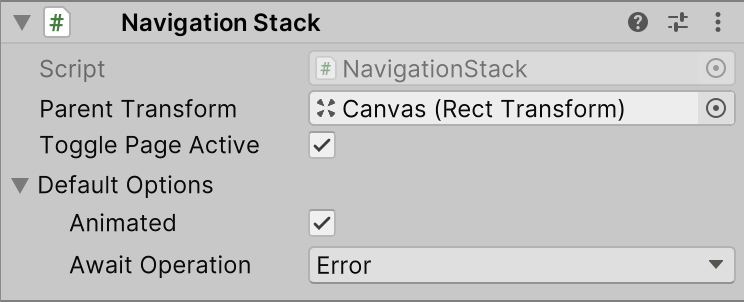 # Navigation Stack
Script # NavigationStack
Parent Transform Canvas (Rect Transform)
Toggle Page Active
Default Options
Animated
Await Operation Error